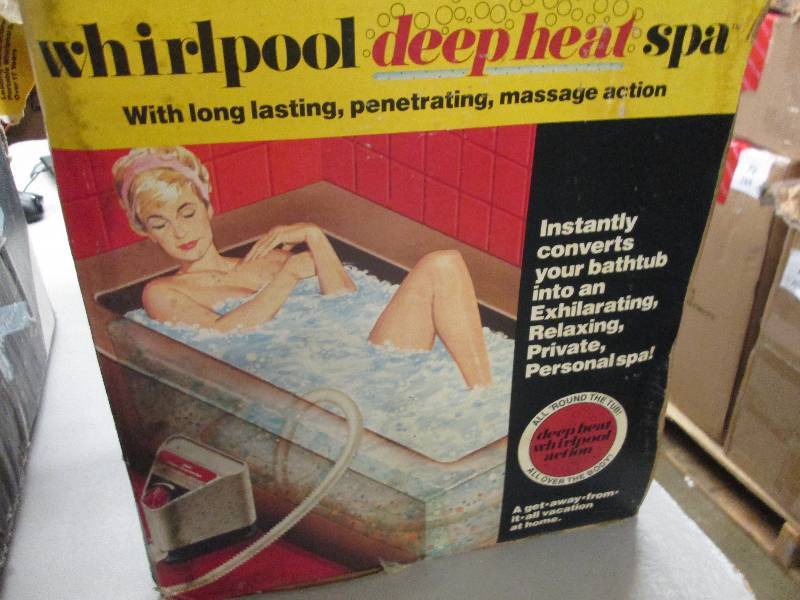 whirlpool deep heat spa
With long lasting, penetrating, massage action
Instantly
converts
your bathtub
into an
Exhilarating,
Relaxing,
Private,
Personal spa!
ALL 'ROUND THE TUB!
deep heat
whirlpool
action
ALL OVER THE BODY!
A get-away-from-
it-all vacation
at home.